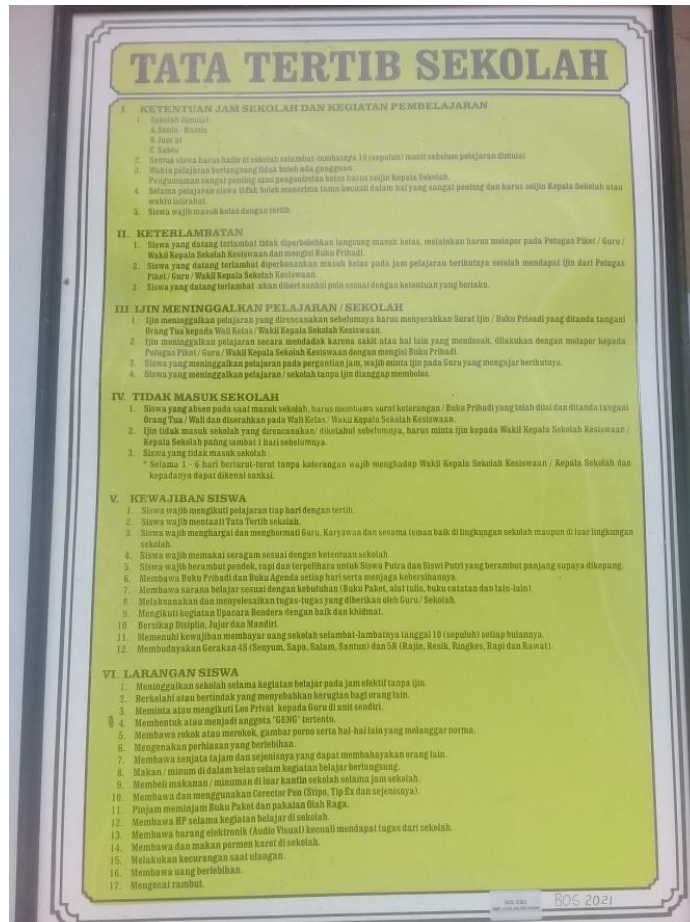 TATA TERTIB SEKOLAH
I. KETENTUAN JAM SEKOLAH DAN KEGIATAN PEMBELAJARAN
1. Sekolah dimulai
A. Senin - Kamis
B. Jum'at
C. Sabtu
2. Semua siswa harus hadir di sekolah selambat-lambatnya 10 (sepuluh) menit sebelum pelajaran dimulai
3. Waktu pelajaran berlangsung tidak boleh ada gangguan.
Pengumuman sangat penting atau pengontrolan kelas harus seijin Kepala Sekolah.
4. Selama pelajaran siswa tidak boleh menerima tamu kecuali dalam hal yang sangat penting dan harus seijin Kepala Sekolah atau
waktu istirahat.
5. Siswa wajib masuk kelas dengan tertib.
II. KETERLAMBATAN
1. Siswa yang datang terlambat tidak diperbolehkan langsung masuk kelas, melainkan harus melapor pada Petugas Piket / Guru /
Wakil Kepala Sekolah Kesiswaan dan mengisi Buku Pribadi.
2. Siswa yang datang terlambat diperkenankan masuk kelas pada jam pelajaran berikutnya setelah mendapat ijin dari Petugas
Piket / Guru / Wakil Kepala Sekolah Kesiswaan.
3. Siswa yang datang terlambat akan diberi sanksi poin sesuai dengan ketentuan yang berlaku.
III. IJIN MENINGGALKAN PELAJARAN / SEKOLAH
1. Ijin meninggalkan pelajaran yang direncanakan sebelumnya harus menyerahkan Surat Ijin / Buku Pribadi yang ditanda tangani
Orang Tua kepada Wali Kelas / Wakil Kepala Sekolah Kesiswaan.
2. Ijin meninggalkan pelajaran secara mendadak karena sakit atau hal lain yang mendesak, dilakukan dengan melapor kepada
Petugas Piket / Guru / Wakil Kepala Sekolah Kesiswaan dengan mengisi Buku Pribadi.
3. Siswa yang meninggalkan pelajaran pada pergantian jam, wajib minta ijin pada Guru yang mengajar berikutnya.
4. Siswa yang meninggalkan pelajaran / sekolah tanpa ijin dianggap membolos.
IV. TIDAK MASUK SEKOLAH
1. Siswa yang absen pada saat masuk sekolah, harus membawa surat keterangan / Buku Pribadi yang telah diisi dan ditanda tangani
Orang Tua / Wali dan diserahkan pada Wali Kelas / Wakil Kepala Sekolah Kesiswaan.
2. Ijin tidak masuk sekolah yang direncanakan/ diketahui sebelumnya, harus minta ijin kepada Wakil Kepala Sekolah Kesiswaan /
Kepala Sekolah paling lambat 1 hari sebelumnya.
3. Siswa yang tidak masuk sekolah :
* Selama 1 - 6 hari berturut-turut tanpa keterangan wajib menghadap Wakil Kepala Sekolah Kesiswaan / Kepala Sekolah dan
kepadanya dapat dikenai sanksi.
V. KEWAJIBAN SISWA
1. Siswa wajib mengikuti pelajaran tiap hari dengan tertib.
2. Siswa wajib mentaati Tata Tertib sekolah.
3. Siswa wajib menghargai dan menghormati Guru, Karyawan dan sesama teman baik di lingkungan sekolah maupun di luar lingkungan
sekolah.
4. Siswa wajib memakai seragam sesuai dengan ketentuan sekolah.
5. Siswa wajib berambut pendek, rapi dan terpelihara untuk Siswa Putra dan Siswi Putri yang berambut panjang supaya dikepang.
6. Membawa Buku Pribadi dan Buku Agenda setiap hari serta menjaga kebersihannya.
7. Membawa sarana belajar sesuai dengan kebutuhan (Buku Paket, alat tulis, buku catatan dan lain-lain).
8. Melaksanakan dan menyelesaikan tugas-tugas yang diberikan oleh Guru / Sekolah.
9. Mengikuti kegiatan Upacara Bendera dengan baik dan khidmat.
10. Bersikap Disiplin, Jujur dan Mandiri.
11. Memenuhi kewajiban membayar uang sekolah selambat-lambatnya tanggal 10 (sepuluh) setiap bulannya.
12. Membudayakan Gerakan 4S (Senyum, Sapa, Salam, Santun) dan 5R (Rajin, Resik, Ringkes, Rapi dan Rawat).
VI. LARANGAN SISWA
1. Meninggalkan sekolah selama kegiatan belajar pada jam efektif tanpa ijin.
2. Berkelahi atau bertindak yang menyebabkan kerugian bagi orang lain.
3. Meminta atau mengikuti Les Privat kepada Guru di unit sendiri.
4. Membentuk atau menjadi anggota "GENG" tertentu.
5. Membawa rokok atau merokok, gambar porno serta hal-hal lain yang melanggar norma.
6. Mengenakan perhiasan yang berlebihan.
7. Membawa senjata tajam dan sejenisnya yang dapat membahayakan orang lain.
8. Makan / minum di dalam kelas selam kegiatan belajar berlangsung.
9. Membeli makanan / minuman di luar kantin sekolah selama jam sekolah.
10. Membawa dan menggunakan Corector Pen (Stipo, Tip Ex dan sejenisnya).
11. Pinjam meminjam Buku Paket dan pakaian Olah Raga.
12. Membawa HP selama kegiatan belajar di sekolah.
13. Membawa barang elektronik (Audio Visual) kecuali mendapat tugas dari sekolah.
14. Membawa dan makan permen karet di sekolah.
15. Melakukan kecurangan saat ulangan.
16. Membawa uang berlebihan.
17. Mengecat rambut.
BOS 2021
BOS 2021